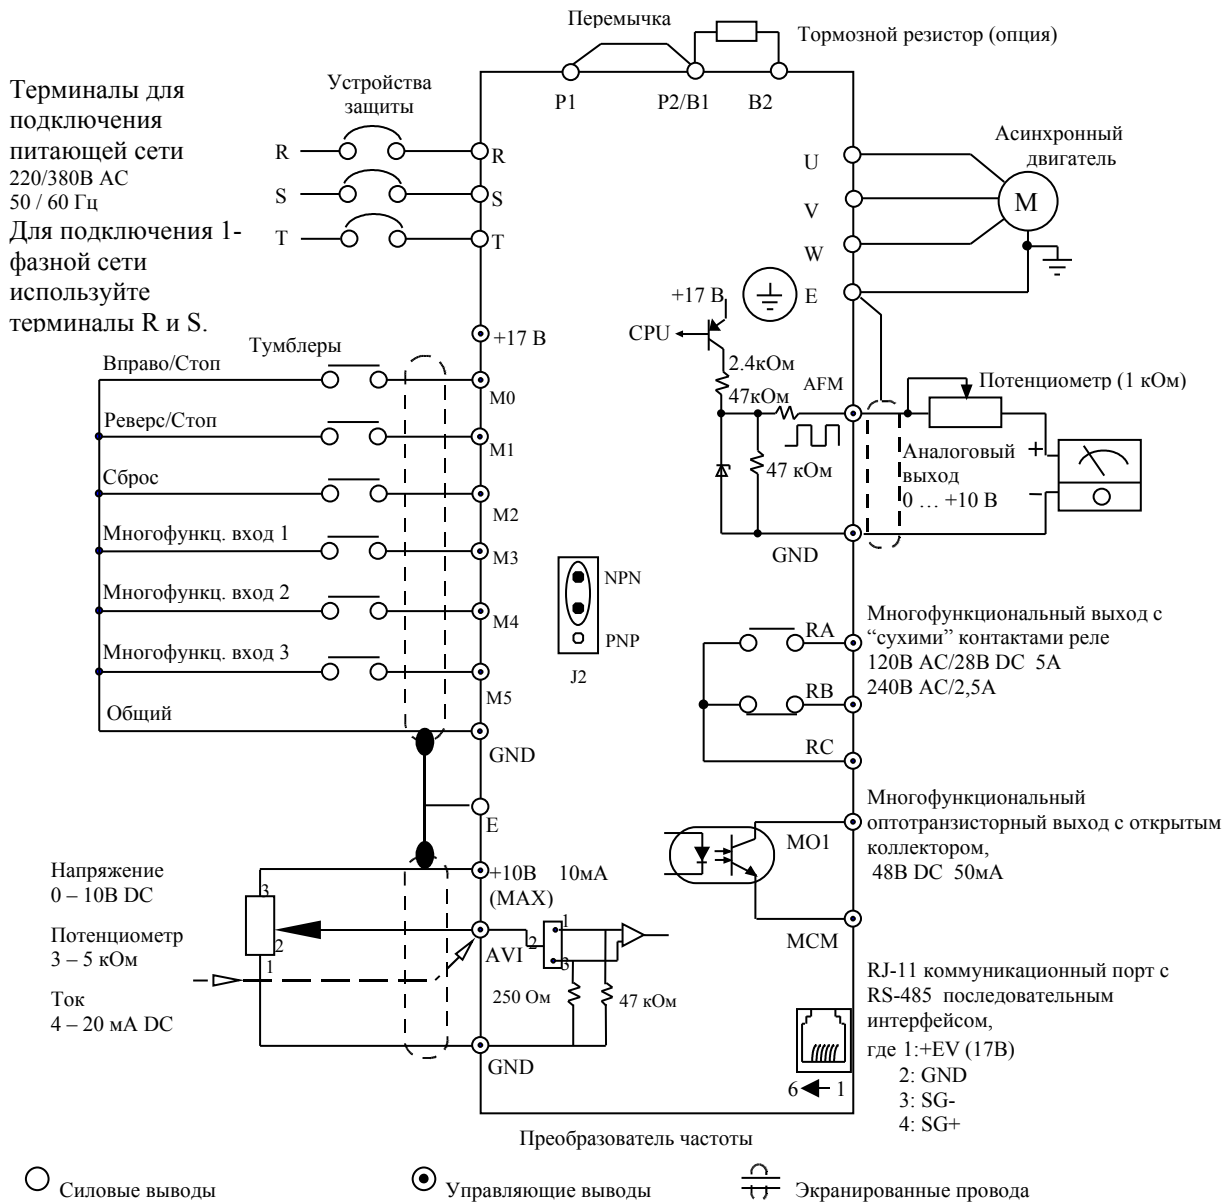 Перемычка
Тормозной резистор (опция)
P1
P2/B1
B2
Терминалы для
подключения
питающей сети
220/380В АС
50 / 60 Гц
Для подключения 1-
фазной сети
используйте
терминалы R и S.
Устройства
защиты
R
R
S
S
T
T
Асинхронный
двигатель
U
V
W
E
M
+17 В
Тумблеры
Вправо/Стоп
M0
Реверс/Стоп
M1
Сброс
M2
Многофункц. вход 1
M3
Многофункц. вход 2
M4
Многофункц. вход 3
M5
Общий
GND
E
+17 В
CPU
2.4кОм
47кОм
47 кОм
AFM
GND
Потенциометр (1 кОм)
Аналоговый
выход
0 … +10 В
+
−
NPN
PNP
J2
RA
RB
RC
Многофункциональный выход с
“сухими” контактами реле
120В АС/28В DC 5А
240В АС/2,5А
MO1
MCM
Многофункциональный
оптотранзисторный выход с открытым
коллектором,
48В DC 50мА
Напряжение
0 – 10В DC
Потенциометр
3 – 5 кОм
Ток
4 – 20 мА DC
3
2
1
+10В 10мА
(MAX)
AVI
1
2
3
250 Ом
47 кОм
GND
RJ-11 коммуникационный порт с
RS-485 последовательным
интерфейсом,
где 1:+EV (17В)
2: GND
3: SG-
4: SG+
6
1
Преобразователь частоты
Силовые выводы
Управляющие выводы
Экранированные провода